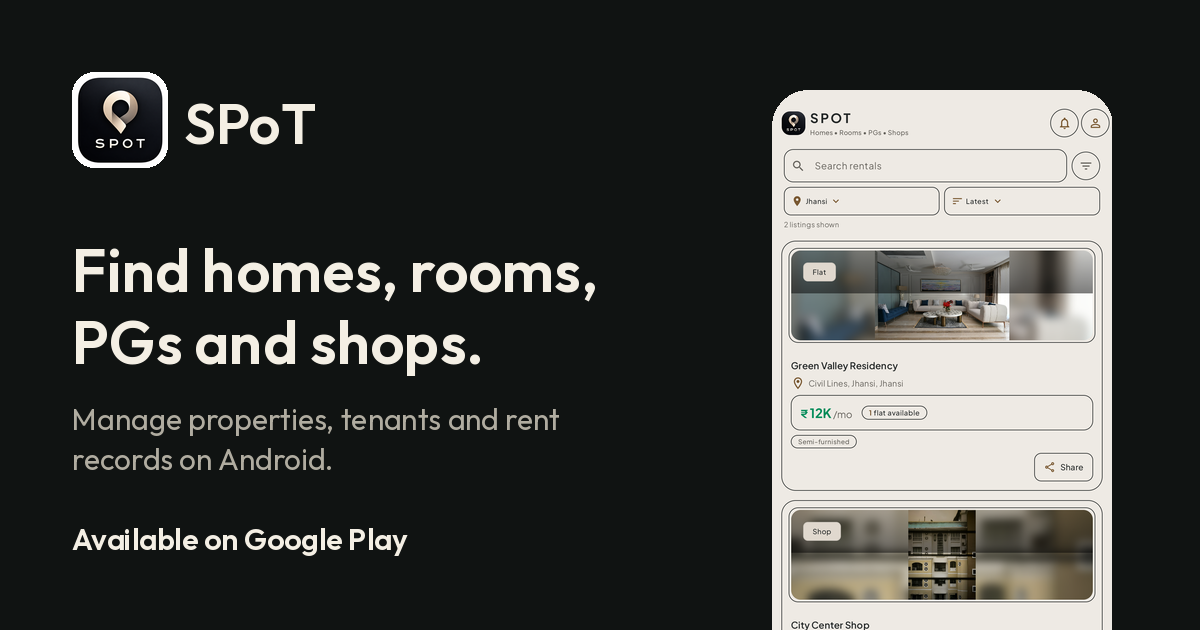 SPOT
SPoT
Find homes, rooms,
PGs and shops.
Manage properties, tenants and rent
records on Android.
Available on Google Play
SPOT
SPOT
Homes • Rooms • PGs • Shops
Search rentals
Jhansi
Latest
2 listings shown
Flat
Green Valley Residency
Civil Lines, Jhansi, Jhansi
₹12K /mo
1 flat available
Semi-furnished
Share
Shop
City Center Shop